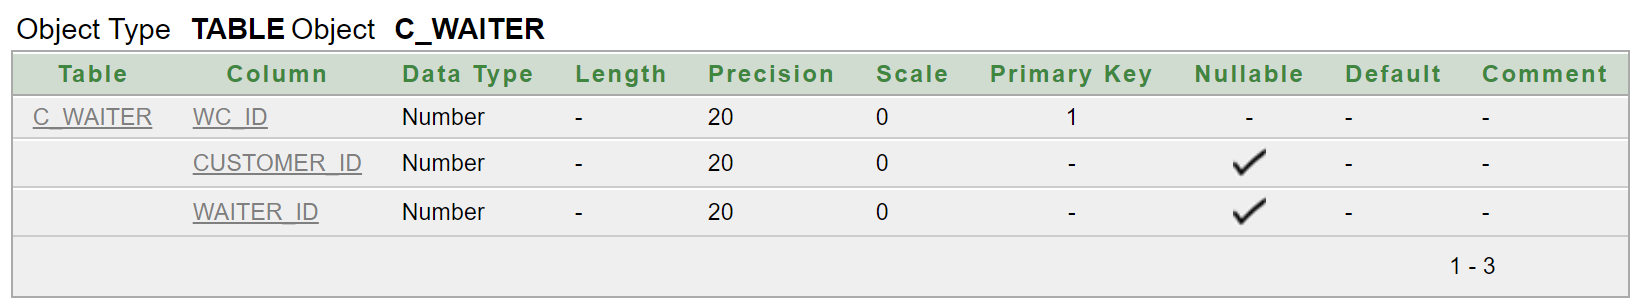 Object Type TABLE Object C_WAITER
Table Column Data Type Length Precision Scale Primary Key Nullable Default Comment
C_WAITER WC_ID Number - 20 0 1 - - -
CUSTOMER_ID Number - 20 0 - ✓ - -
WAITER_ID Number - 20 0 - ✓ - -
1 - 3